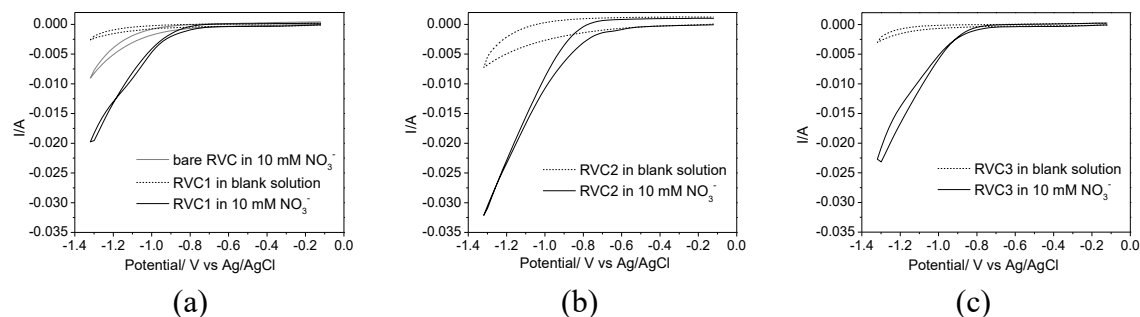 0.000
-0.005
-0.010
-0.015
-0.020
-0.025
-0.030
-0.035
I/A
bare RVC in 10 mM NO₃⁻
RVC1 in blank solution
RVC1 in 10 mM NO₃⁻
-1.4 -1.2 -1.0 -0.8 -0.6 -0.4 -0.2 0.0
Potential/ V vs Ag/AgCl
(a)
0.000
-0.005
-0.010
-0.015
-0.020
-0.025
-0.030
-0.035
I/A
RVC2 in blank solution
RVC2 in 10 mM NO₃⁻
-1.4 -1.2 -1.0 -0.8 -0.6 -0.4 -0.2 0.0
Potential/ V vs Ag/AgCl
(b)
0.000
-0.005
-0.010
-0.015
-0.020
-0.025
-0.030
-0.035
I/A
RVC3 in blank solution
RVC3 in 10 mM NO₃⁻
-1.4 -1.2 -1.0 -0.8 -0.6 -0.4 -0.2 0.0
Potential/ V vs Ag/AgCl
(c)